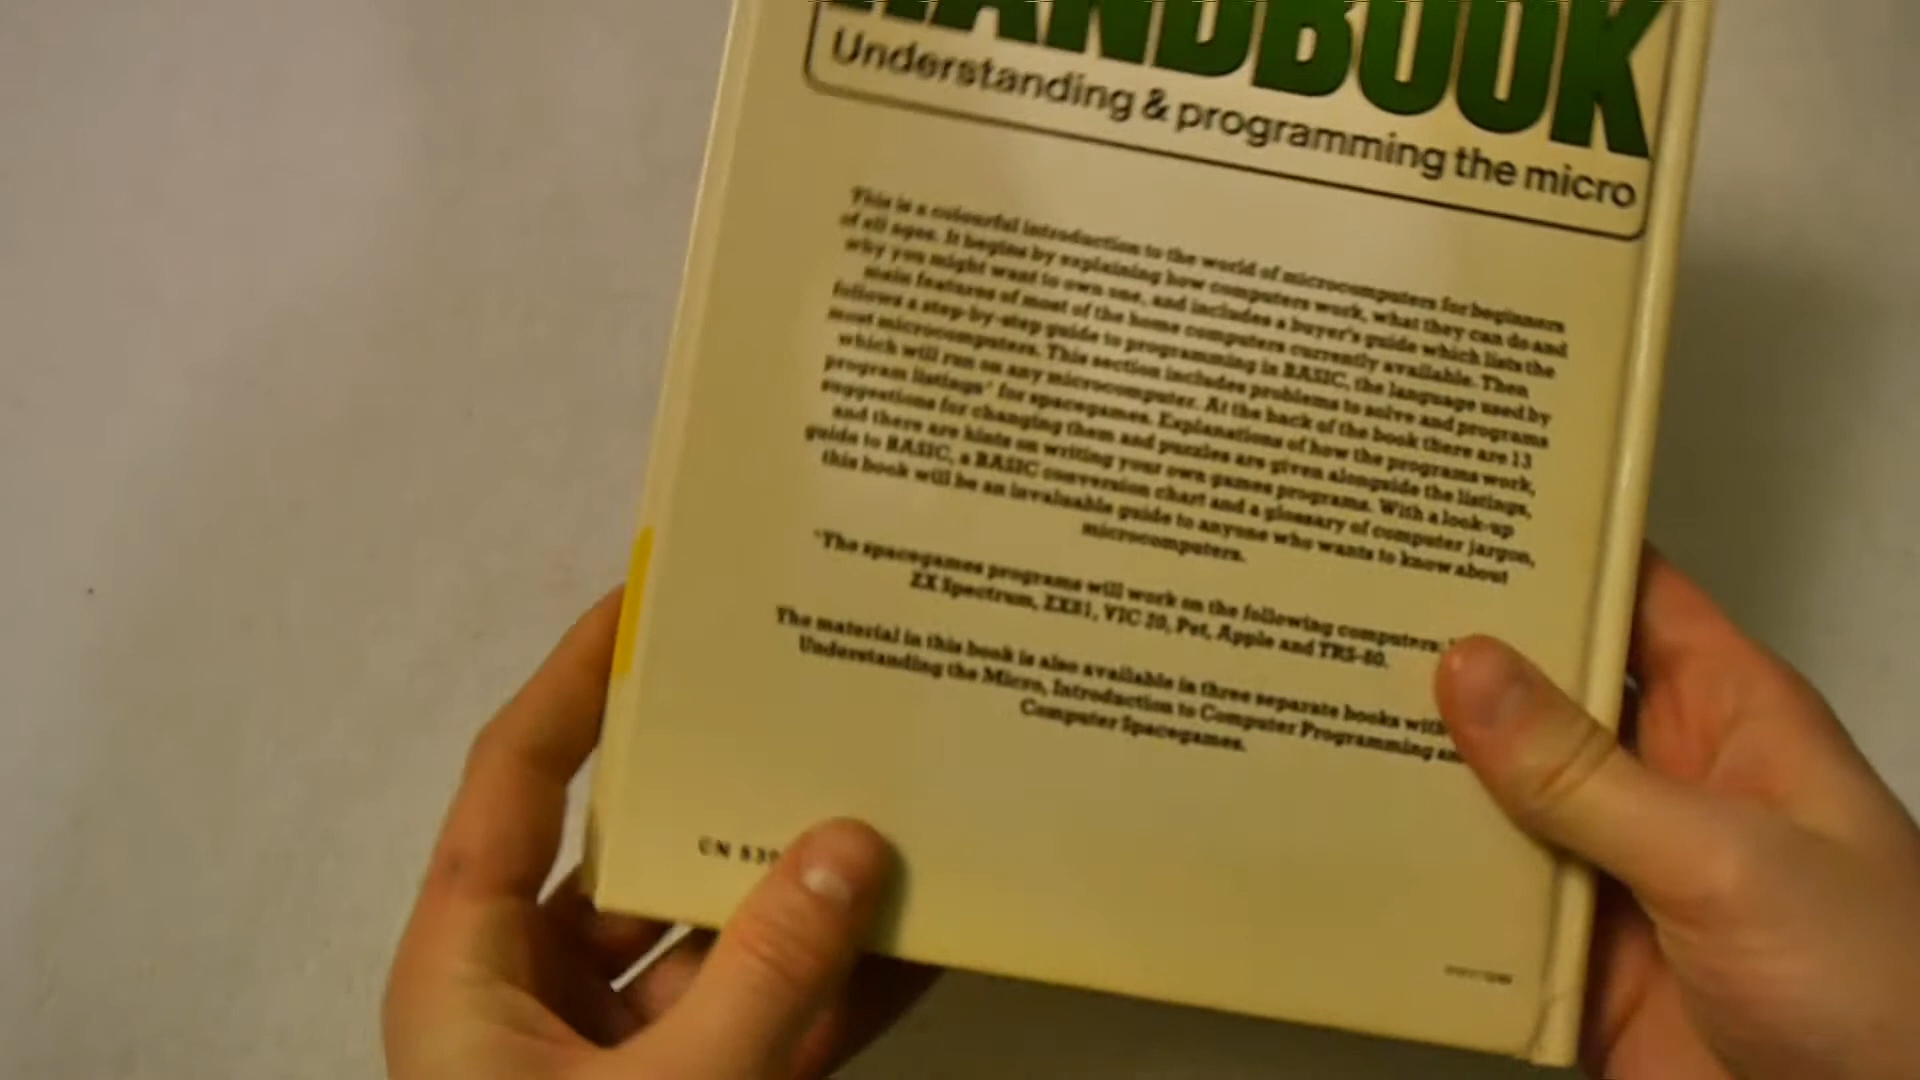 HANDBOOK
Understanding & programming the micro
This is a colourful introduction to the world of microcomputers for beginners
of all ages. It begins by explaining how computers work, what they can do and
why you might want to own one, and includes a buyer's guide which lists the
main features of most of the home computers currently available. Then
follows a step-by-step guide to programming in BASIC, the language used by
most microcomputers. This section includes problems to solve and programs
which will run on any microcomputer. At the back of the book there are 13
program listings* for spacegames. Explanations of how the programs work,
suggestions for changing them and puzzles are given alongside the listings,
and there are hints on writing your own games programs. With a look-up
guide to BASIC, a BASIC conversion chart and a glossary of computer jargon,
this book will be an invaluable guide to anyone who wants to know about
microcomputers.
*The spacegames programs will work on the following computers:
ZX Spectrum, ZX81, VIC 20, Pet, Apple and TRS-80.
The material in this book is also available in three separate books
Understanding the Micro, Introduction to Computer Programming
Computer Spacegames.